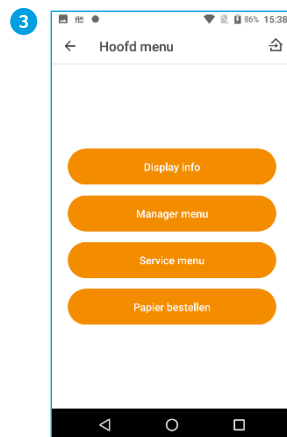 3
86% 15:38
Hoofd menu
Display info
Manager menu
Service menu
Papier bestellen